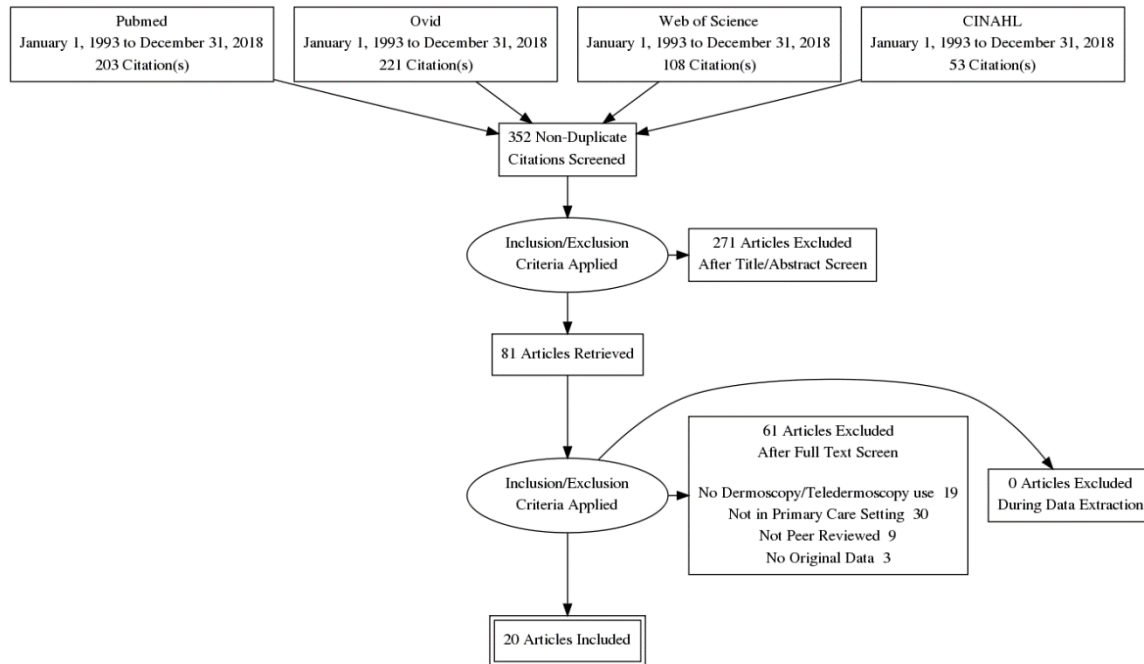 Pubmed
January 1, 1993 to December 31, 2018
203 Citation(s)
Ovid
January 1, 1993 to December 31, 2018
221 Citation(s)
Web of Science
January 1, 1993 to December 31, 2018
108 Citation(s)
CINAHL
January 1, 1993 to December 31, 2018
53 Citation(s)
352 Non-Duplicate
Citations Screened
Inclusion/Exclusion
Criteria Applied
271 Articles Excluded
After Title/Abstract Screen
81 Articles Retrieved
Inclusion/Exclusion
Criteria Applied
61 Articles Excluded
After Full Text Screen
No Dermoscopy/Teledermoscopy use 19
Not in Primary Care Setting 30
Not Peer Reviewed 9
No Original Data 3
0 Articles Excluded
During Data Extraction
20 Articles Included